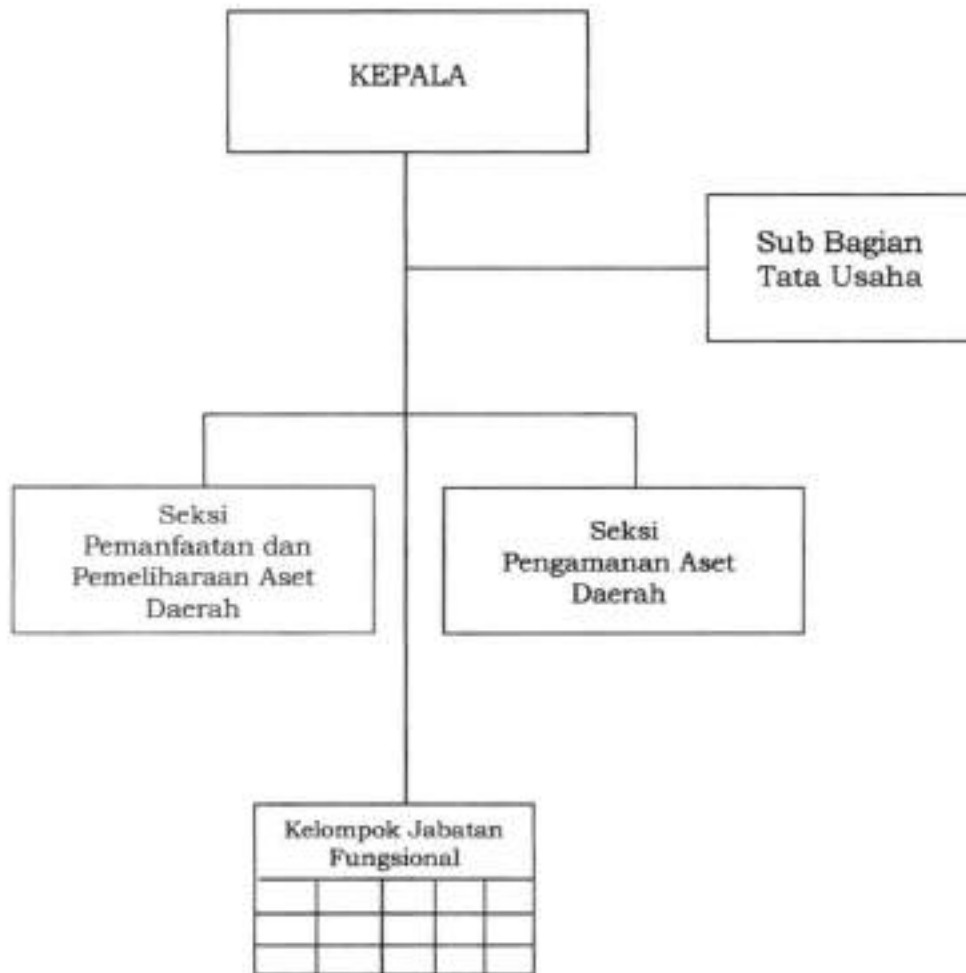 KEPALA
Sub Bagian
Tata Usaha
Seksi
Pemanfaatan dan
Pemeliharaan Aset
Daerah
Seksi
Pengamanan Aset
Daerah
Kelompok Jabatan
Fungsional